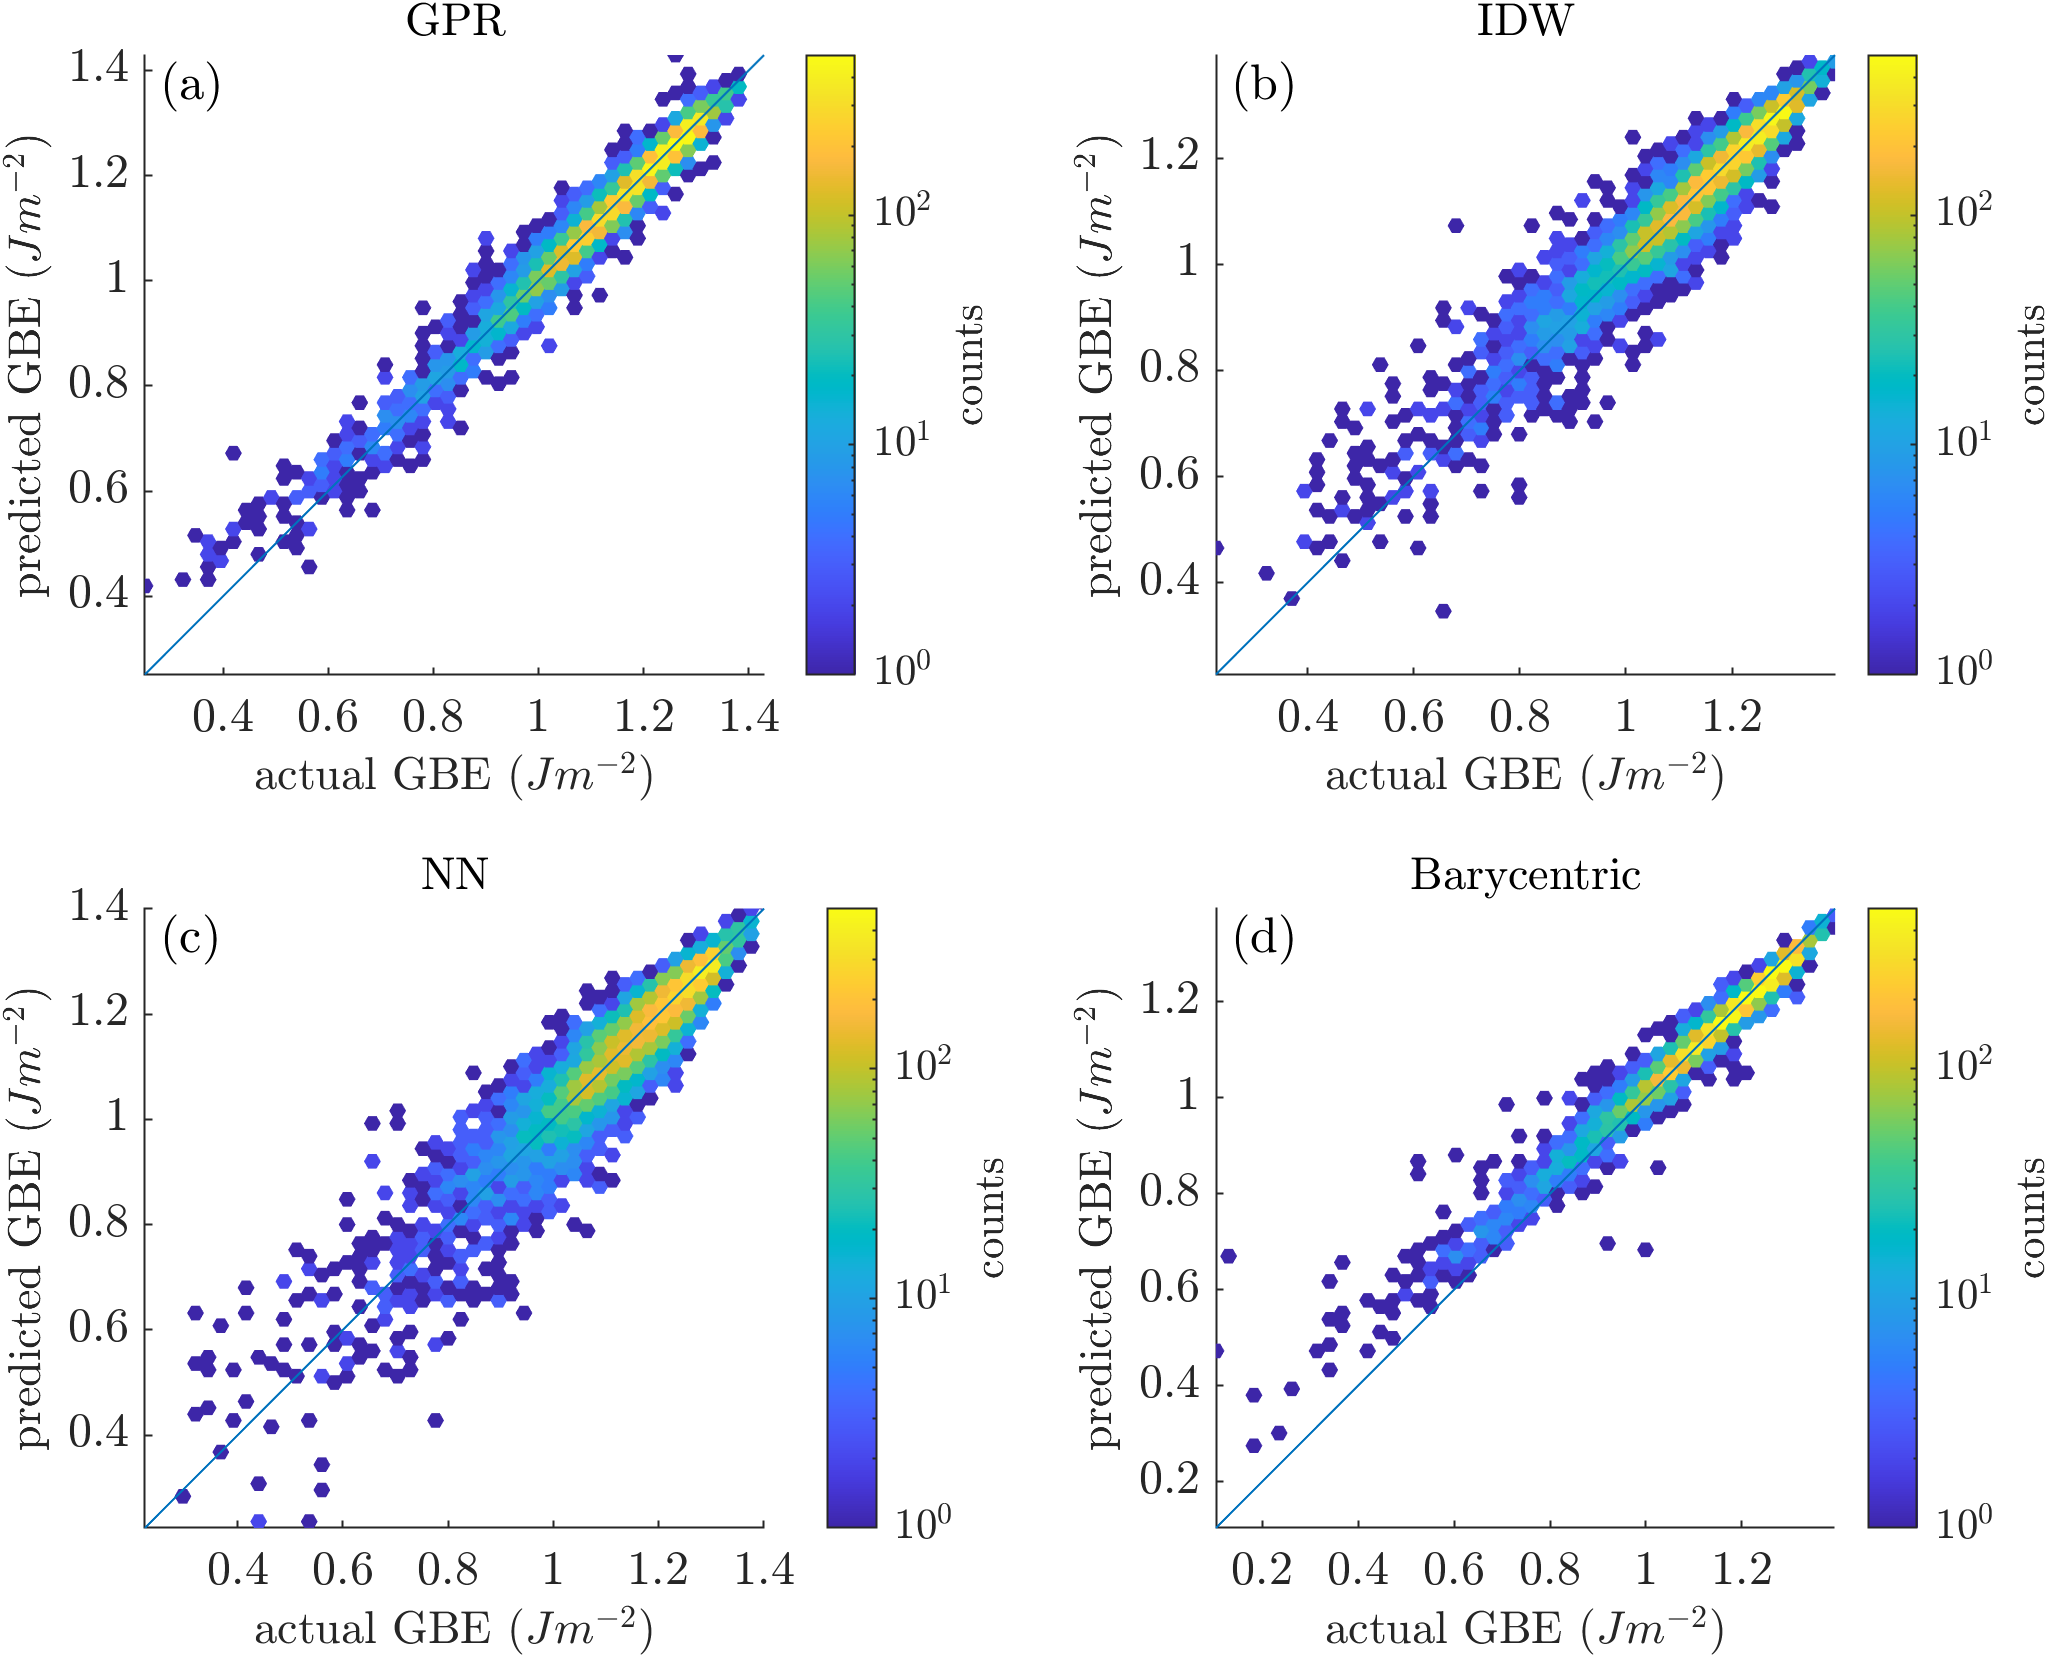 GPR
(a)
1.4
1.2
1
0.8
0.6
0.4
predicted GBE (Jm⁻²)
0.4 0.6 0.8 1 1.2 1.4
actual GBE (Jm⁻²)
10²
10¹
10⁰
counts
IDW
(b)
1.2
1
0.8
0.6
0.4
predicted GBE (Jm⁻²)
0.4 0.6 0.8 1 1.2
actual GBE (Jm⁻²)
10²
10¹
10⁰
counts
NN
(c)
1.4
1.2
1
0.8
0.6
0.4
predicted GBE (Jm⁻²)
0.4 0.6 0.8 1 1.2 1.4
actual GBE (Jm⁻²)
10²
10¹
10⁰
counts
Barycentric
(d)
1.2
1
0.8
0.6
0.4
0.2
predicted GBE (Jm⁻²)
0.2 0.4 0.6 0.8 1 1.2
actual GBE (Jm⁻²)
10²
10¹
10⁰
counts